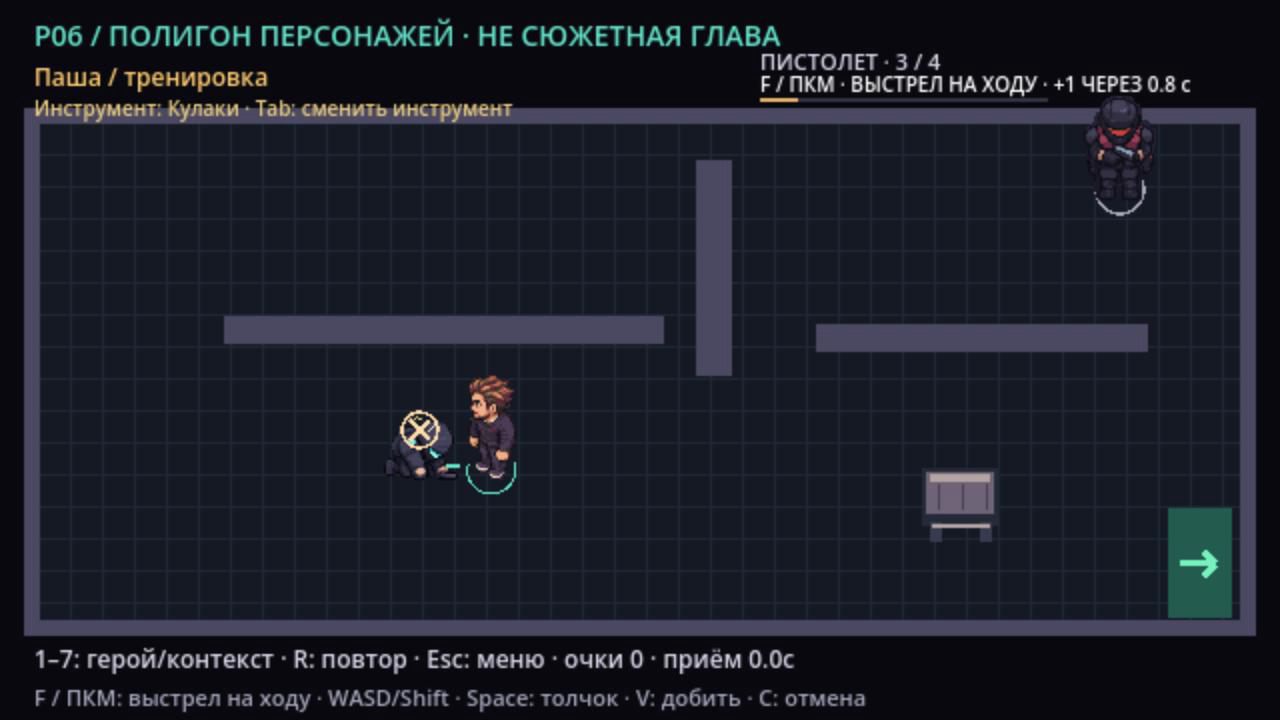 P06 / ПОЛИГОН ПЕРСОНАЖЕЙ · НЕ СЮЖЕТНАЯ ГЛАВА
ПИСТОЛЕТ · 3 / 4
Паша / тренировка
F / ПКМ · ВЫСТРЕЛ НА ХОДУ · +1 ЧЕРЕЗ 0.8 с
Инструмент: Кулаки · Tab: сменить инструмент
1–7: герой/контекст · R: повтор · Esc: меню · очки 0 · приём 0.0с
F / ПКМ: выстрел на ходу · WASD/Shift · Space: толчок · V: добить · C: отмена